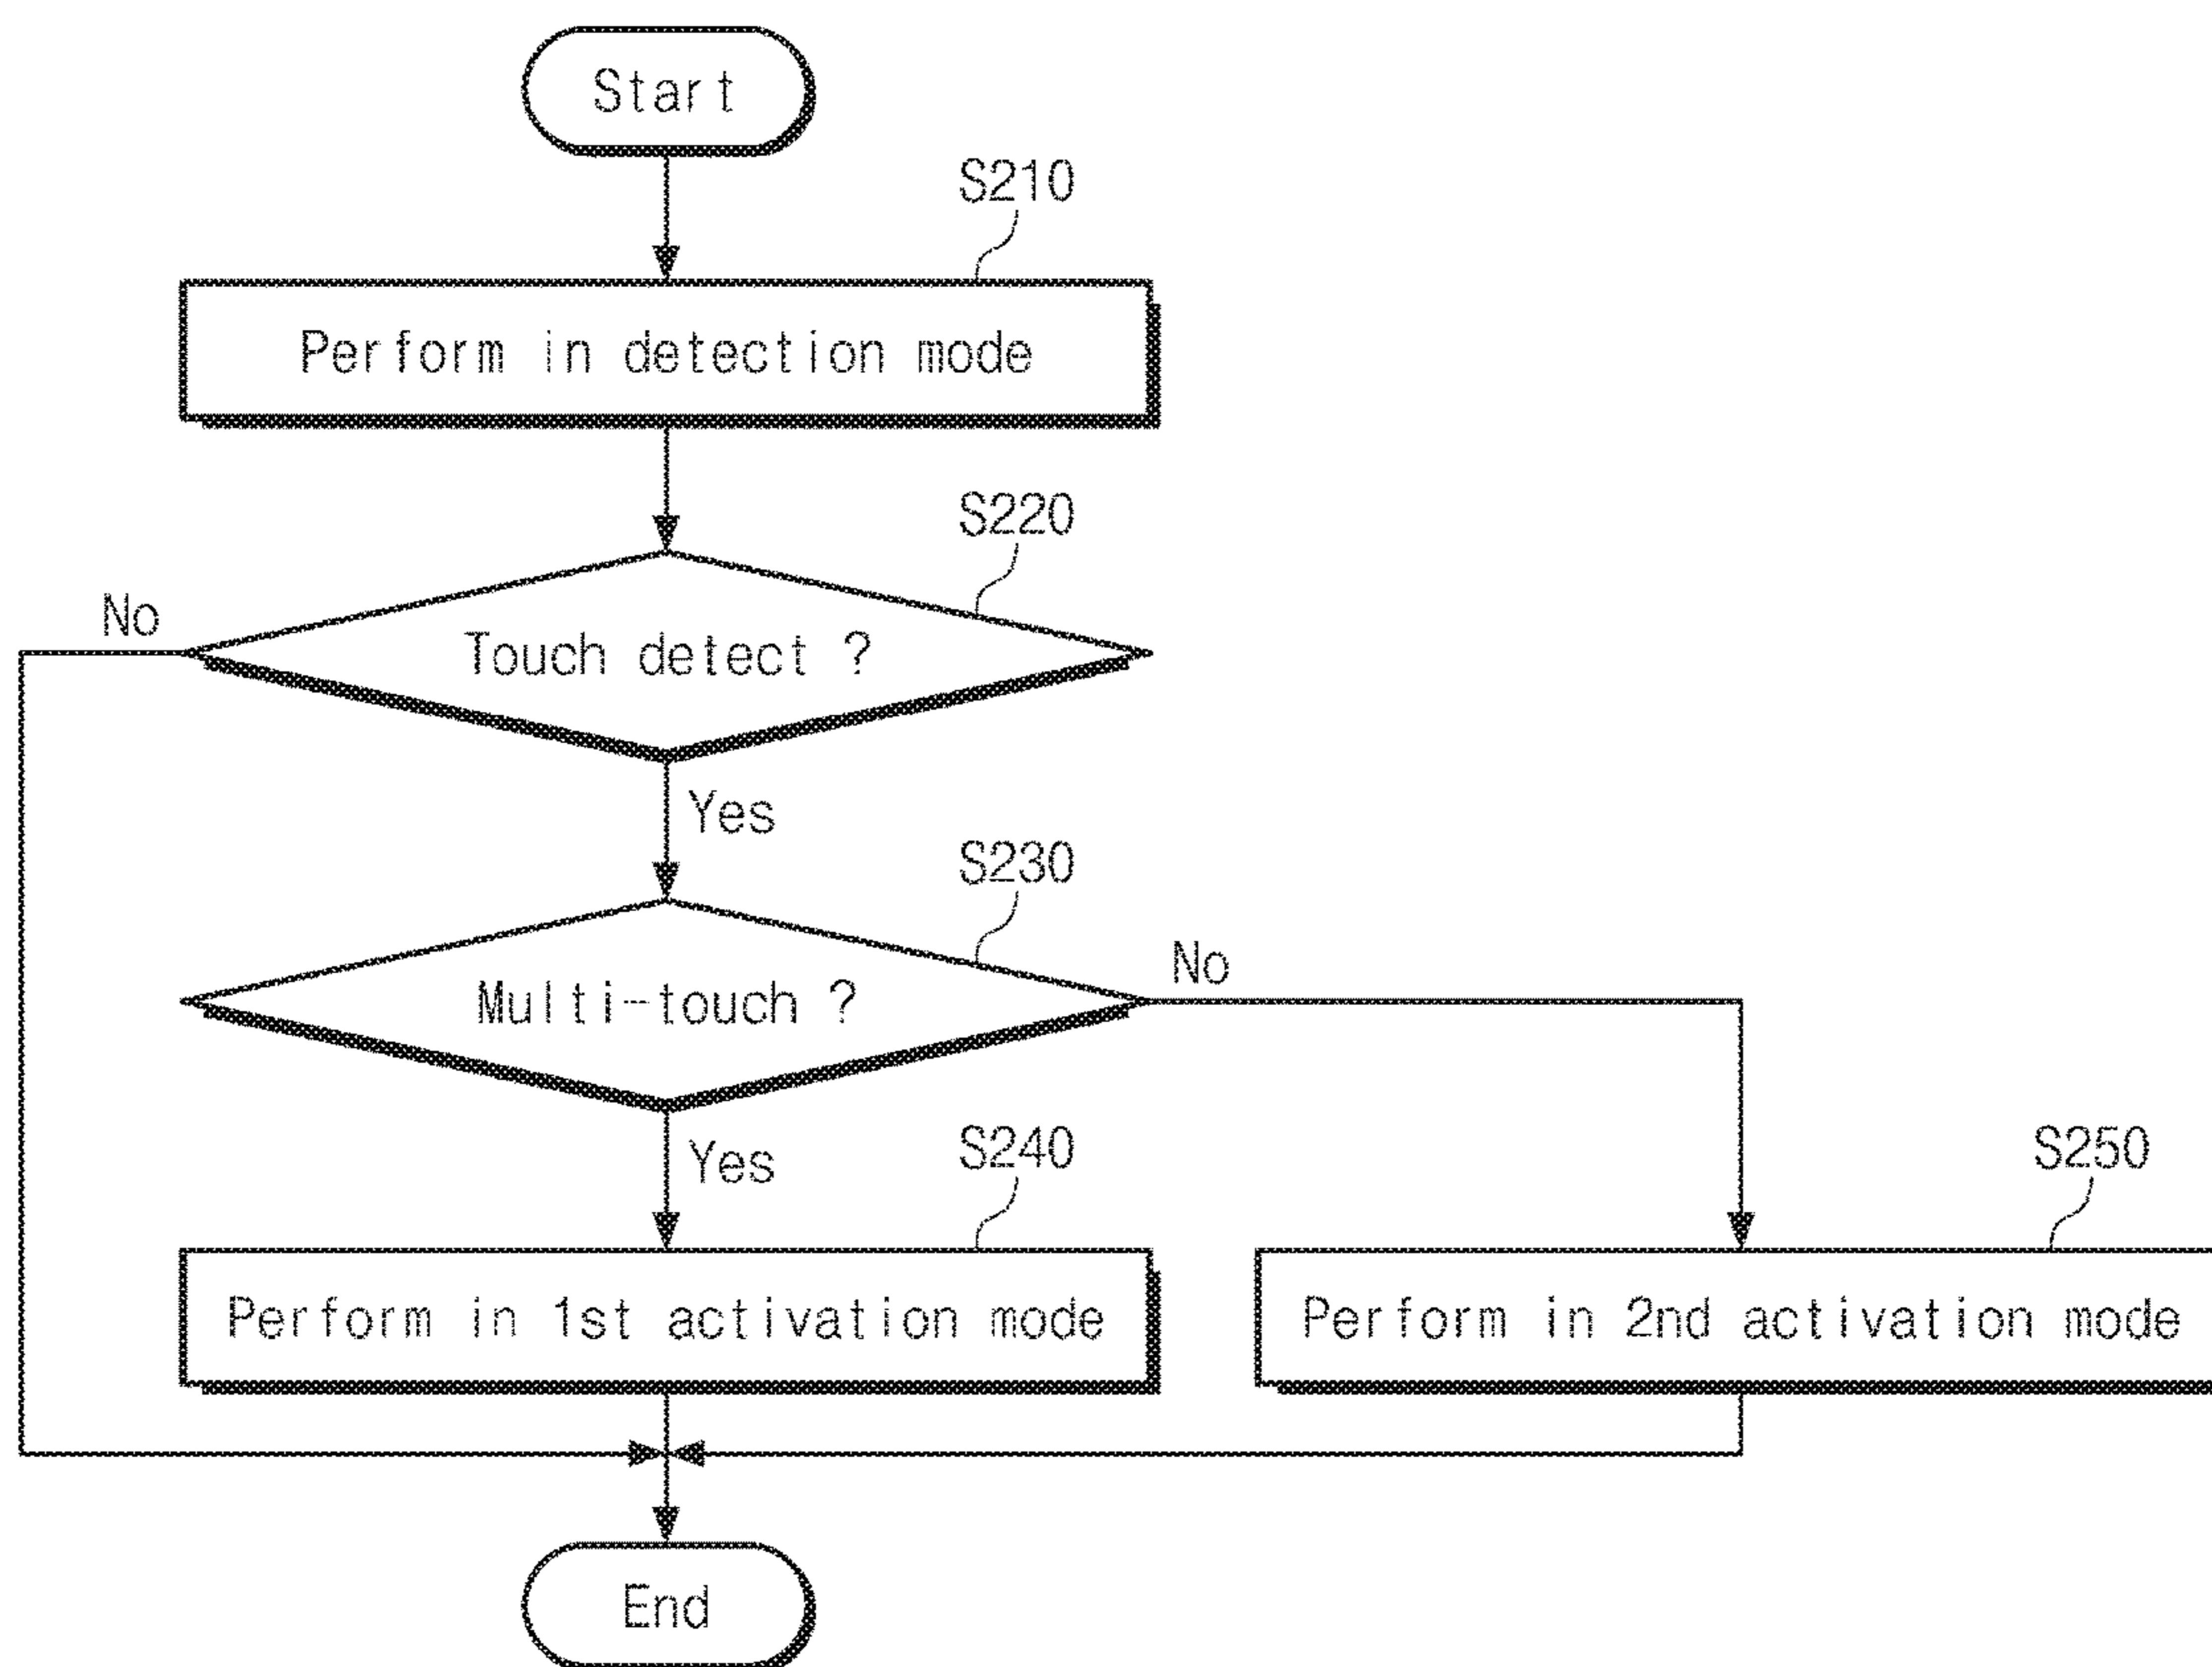 Start
S210
Perform in detection mode
S220
No
Touch detect ?
Yes
S230
No
Multi-touch ?
Yes
S240
S250
Perform in 1st activation mode
Perform in 2nd activation mode
End